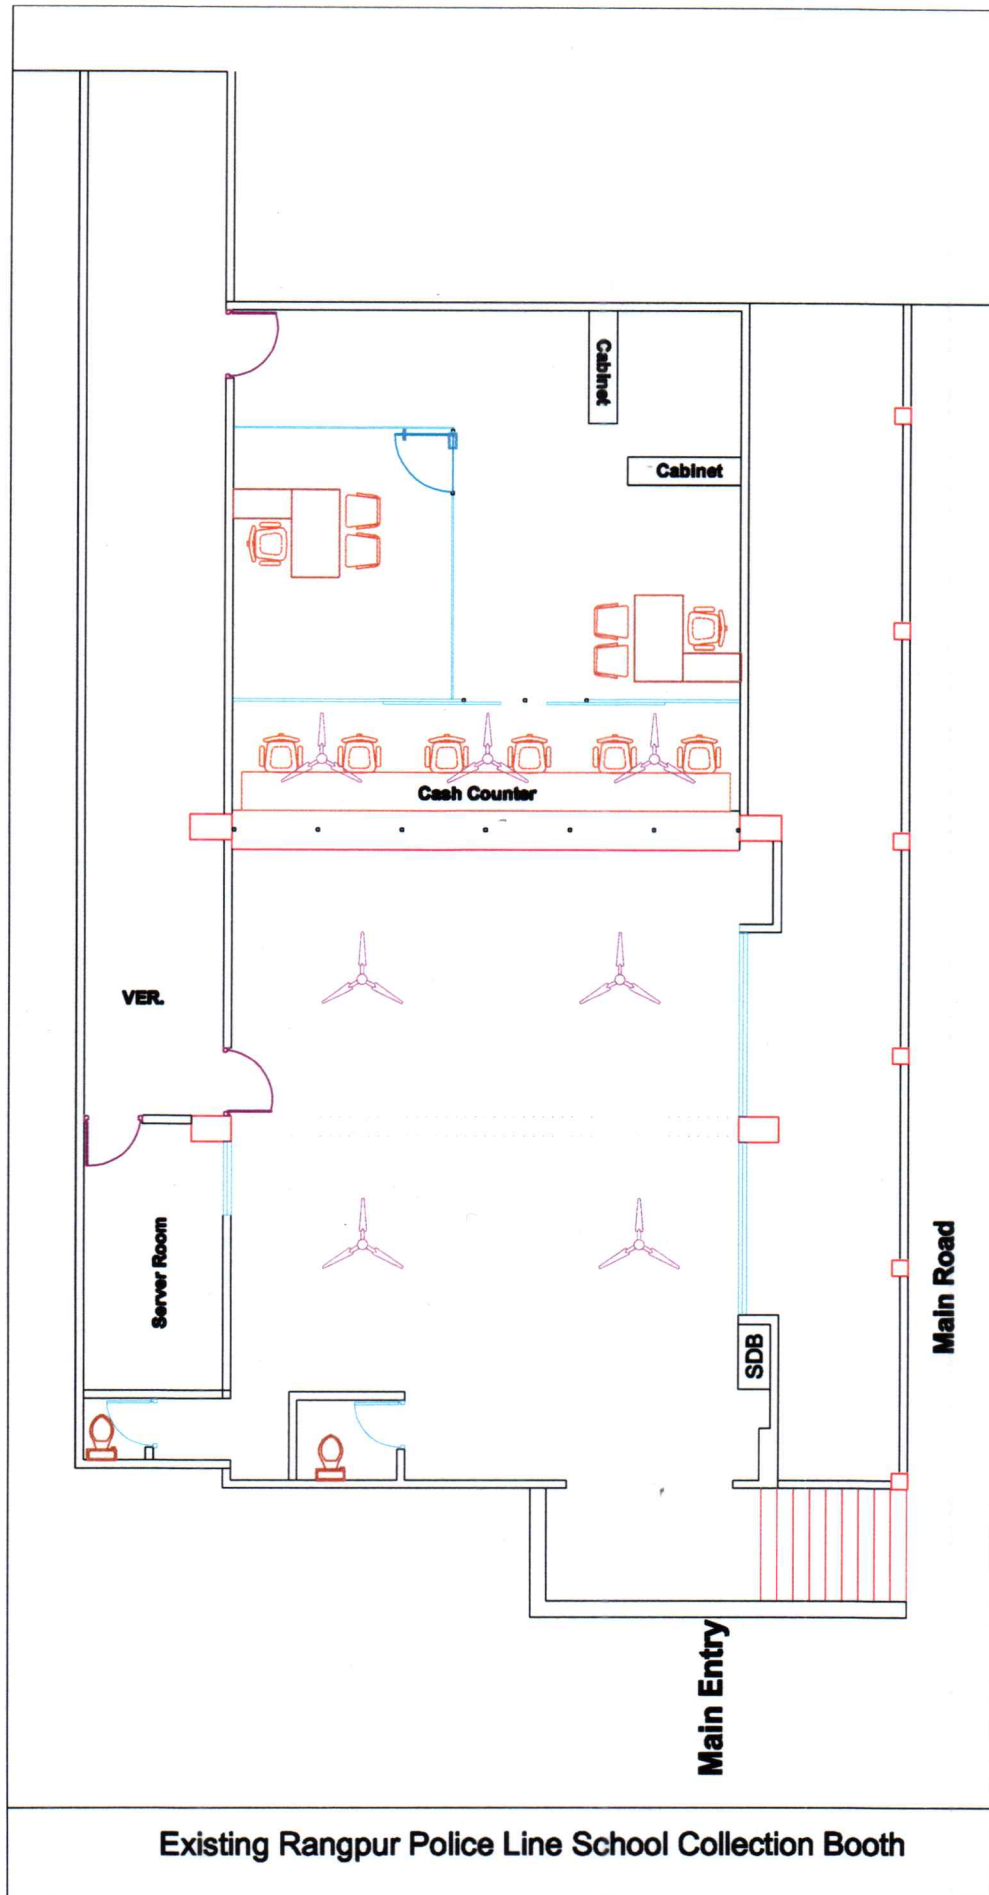 Cabinet
Cabinet
Cash Counter
VER.
Server Room
SDB
Main Road
Main Entry
Existing Rangpur Police Line School Collection Booth